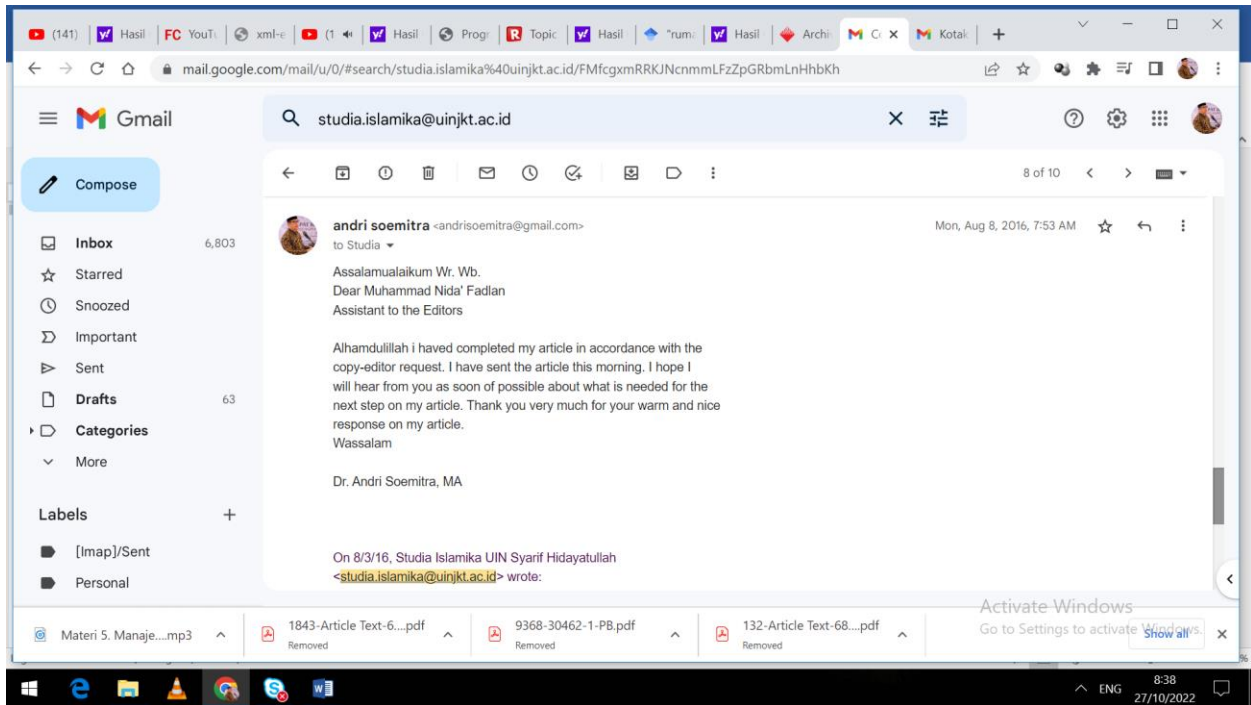 (141)
Hasil
FC YouTu
xml-e
(1
Hasil
Progr
Topic
Hasil
"rum
Hasil
Archi
Kotak
mail.google.com/mail/u/0/#search/studia.islamika%40uinjkt.ac.id/FMfcgxmRRKJNcnmmLFzZpGRbmLnHhbKh
Gmail
studia.islamika@uinjkt.ac.id
Compose
8 of 10
Inbox 6,803
Starred
Snoozed
Important
Sent
Drafts 63
Categories
More
Labels
[Imap]/Sent
Personal
andri soemitra <andrisoemitra@gmail.com>
Mon, Aug 8, 2016, 7:53 AM
to Studia
Assalamualaikum Wr. Wb.
Dear Muhammad Nida' Fadlan
Assistant to the Editors
Alhamdulillah i haved completed my article in accordance with the
copy-editor request. I have sent the article this morning. I hope I
will hear from you as soon of possible about what is needed for the
next step on my article. Thank you very much for your warm and nice
response on my article.
Wassalam
Dr. Andri Soemitra, MA
On 8/3/16, Studia Islamika UIN Syarif Hidayatullah
<studia.islamika@uinjkt.ac.id> wrote:
Activate Windows
Go to Settings to activate Windows.
Materi 5. Manaje....mp3
1843-Article Text-6....pdf
Removed
9368-30462-1-PB.pdf
Removed
132-Article Text-68....pdf
Removed
Show all
ENG
8:38
27/10/2022